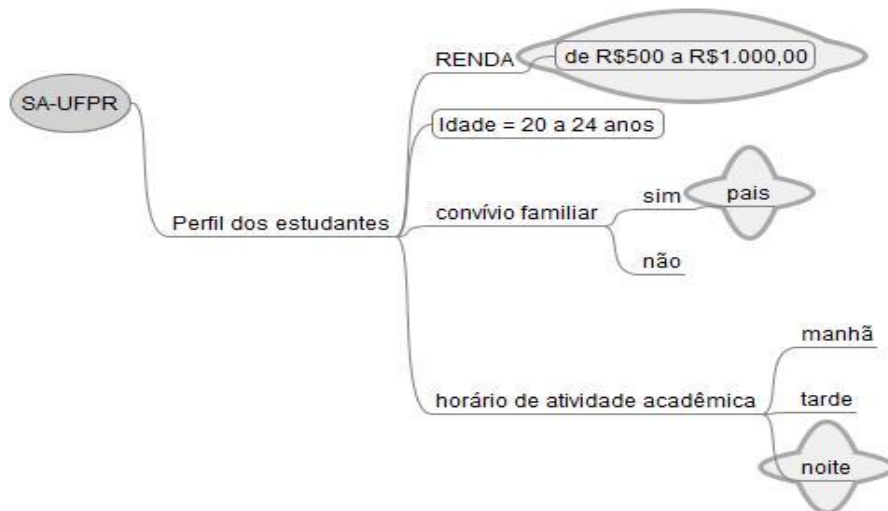 SA-UFPR
Perfil dos estudantes
RENDA
de R$500 a R$1.000,00
Idade = 20 a 24 anos
convívio familiar
sim
pais
não
horário de atividade acadêmica
manhã
tarde
noite